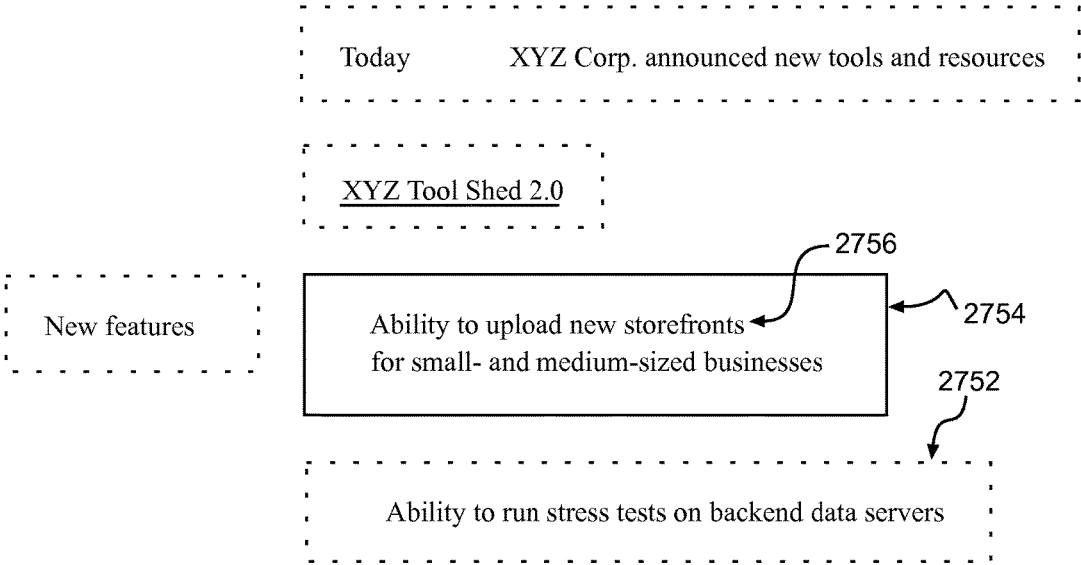 Today XYZ Corp. announced new tools and resources
XYZ Tool Shed 2.0
2756
New features
Ability to upload new storefronts
for small- and medium-sized businesses
2754
2752
Ability to run stress tests on backend data servers